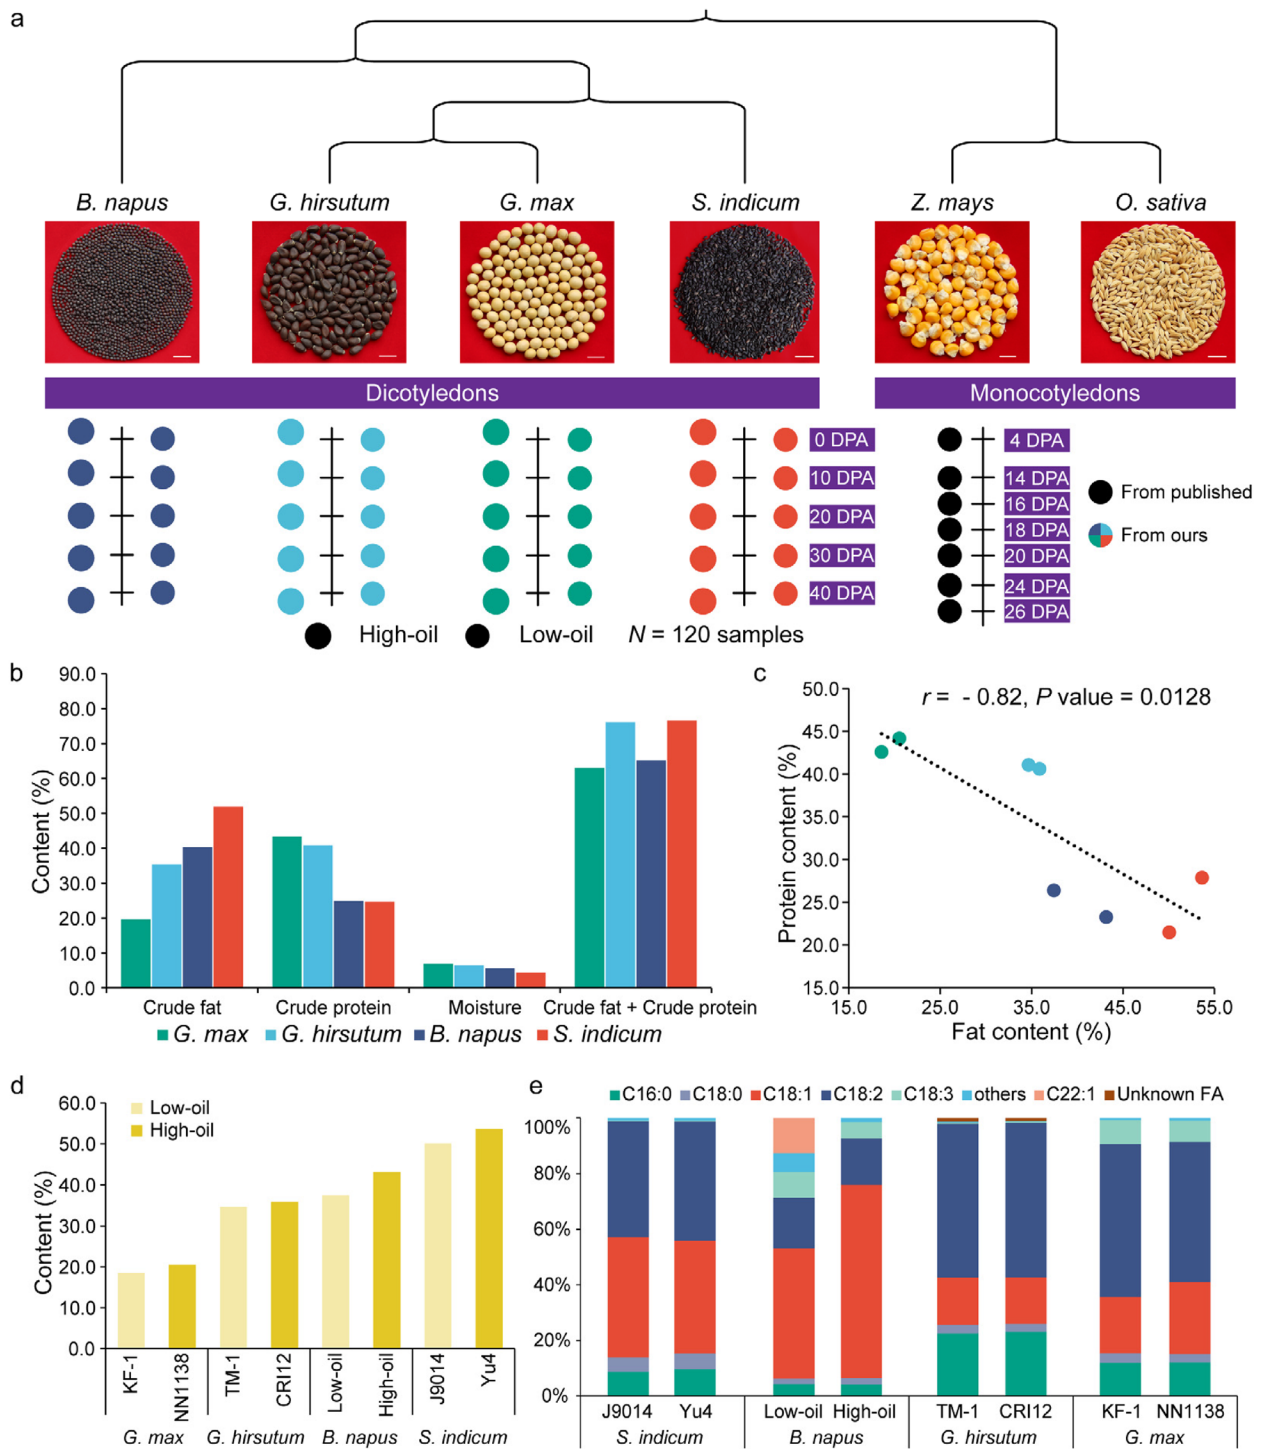 a
B. napus G. hirsutum G. max S. indicum Z. mays O. sativa
Dicotyledons Monocotyledons
0 DPA
10 DPA
20 DPA
30 DPA
40 DPA
4 DPA
14 DPA
16 DPA
18 DPA
20 DPA
24 DPA
26 DPA
From published
From ours
High-oil Low-oil N = 120 samples
b
Content (%)
90.0
80.0
70.0
60.0
50.0
40.0
30.0
20.0
10.0
0.0
Crude fat Crude protein Moisture Crude fat + Crude protein
G. max G. hirsutum B. napus S. indicum
c
r = - 0.82, P value = 0.0128
Protein content (%)
50.0
45.0
40.0
35.0
30.0
25.0
20.0
15.0
15.0 25.0 35.0 45.0 55.0
Fat content (%)
d
Low-oil
High-oil
Content (%)
60.0
50.0
40.0
30.0
20.0
10.0
0.0
KF-1 NN1138 TM-1 CRI12 Low-oil High-oil J9014 Yu4
G. max G. hirsutum B. napus S. indicum
e
C16:0 C18:0 C18:1 C18:2 C18:3 others C22:1 Unknown FA
100%
80%
60%
40%
20%
0%
J9014 Yu4 Low-oil High-oil TM-1 CRI12 KF-1 NN1138
S. indicum B. napus G. hirsutum G. max